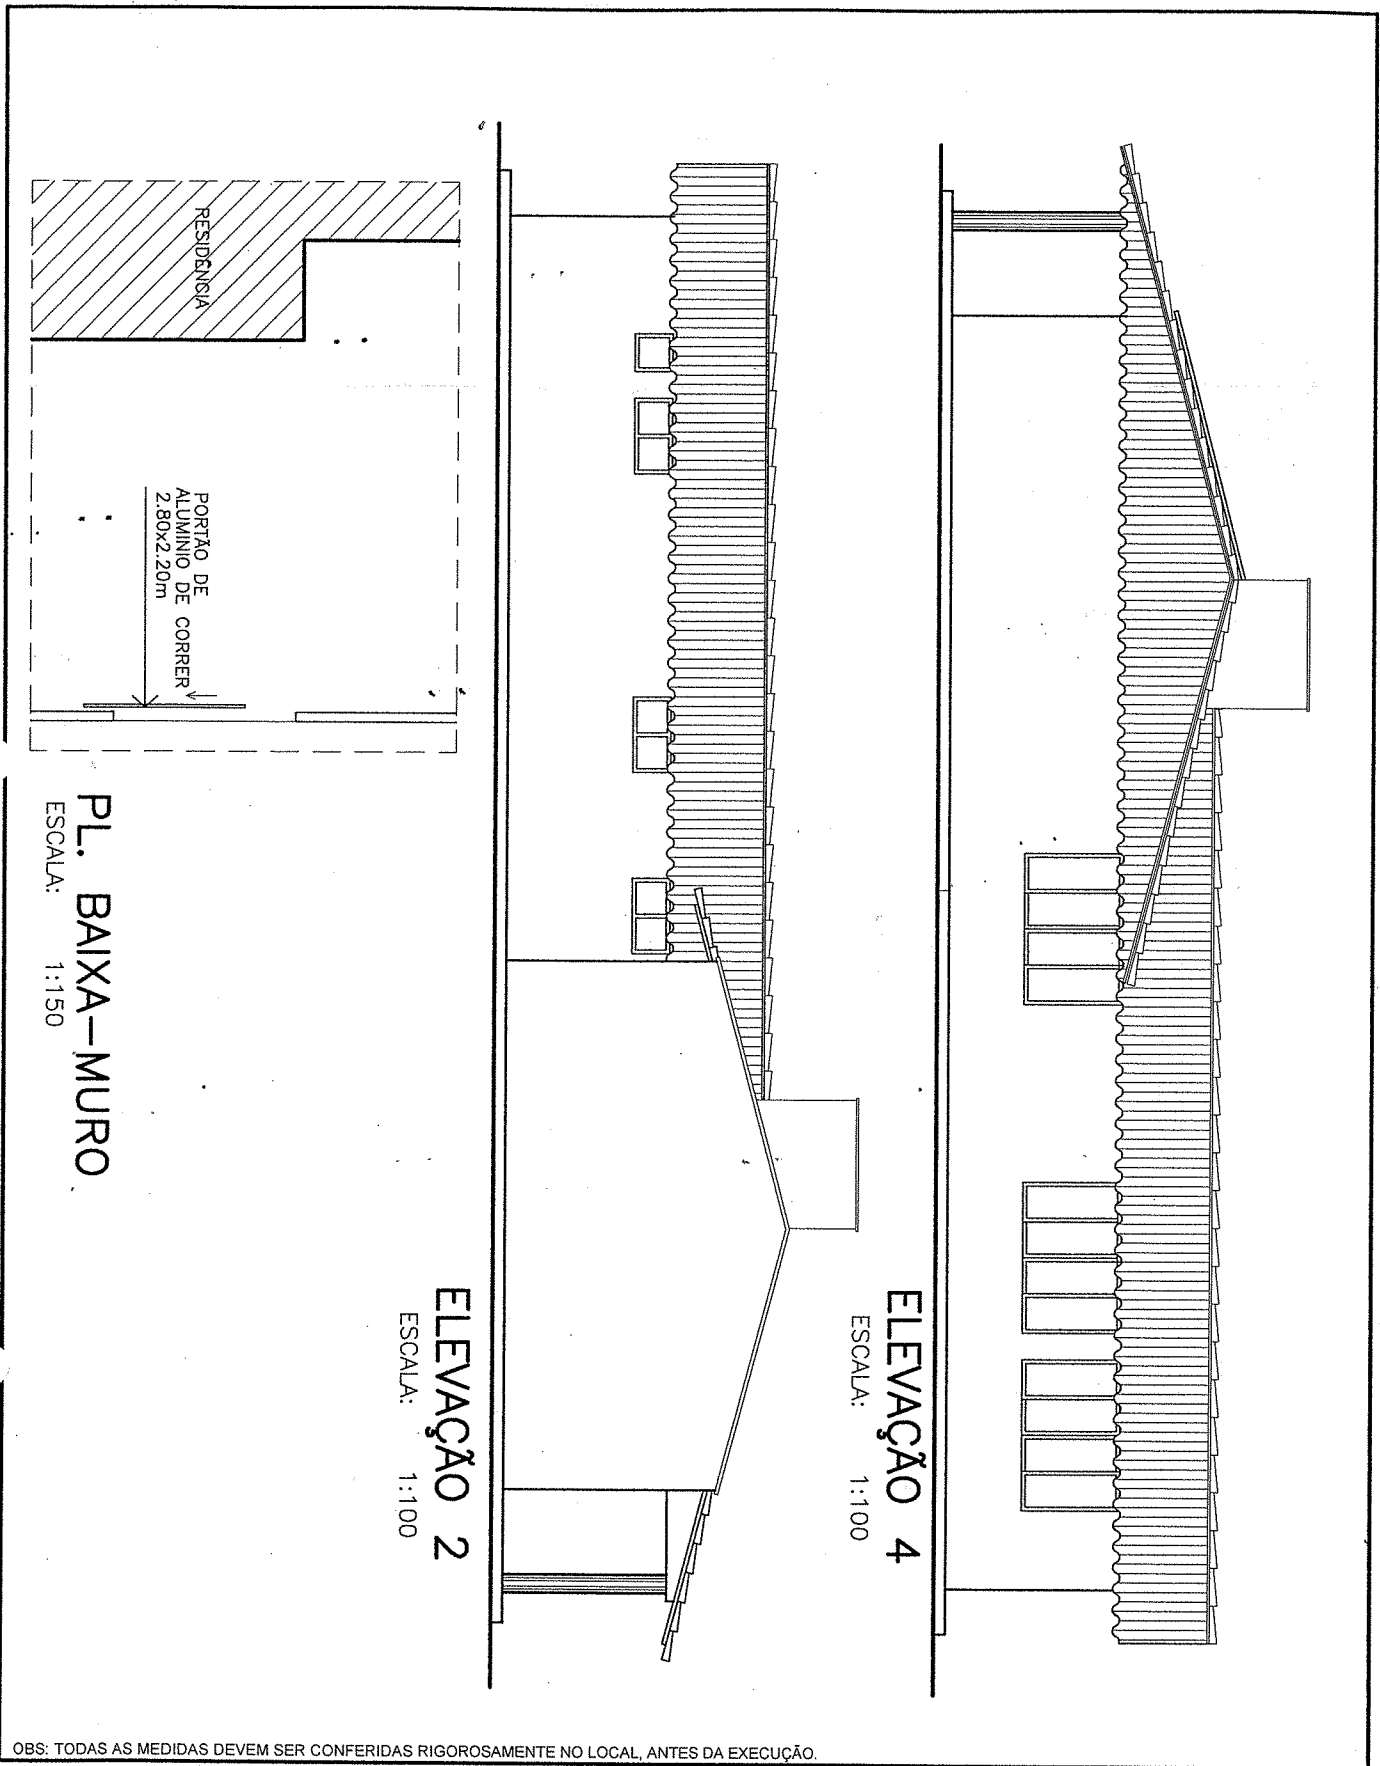 ELEVAÇÃO 4
ESCALA: 1:100
ELEVAÇÃO 2
ESCALA: 1:100
RESIDÊNCIA
PORTÃO DE
ALUMINIO DE CORRER
2.80x2.20m
PL. BAIXA-MURO
ESCALA: 1:150
OBS: TODAS AS MEDIDAS DEVEM SER CONFERIDAS RIGOROSAMENTE NO LOCAL, ANTES DA EXECUÇÃO.